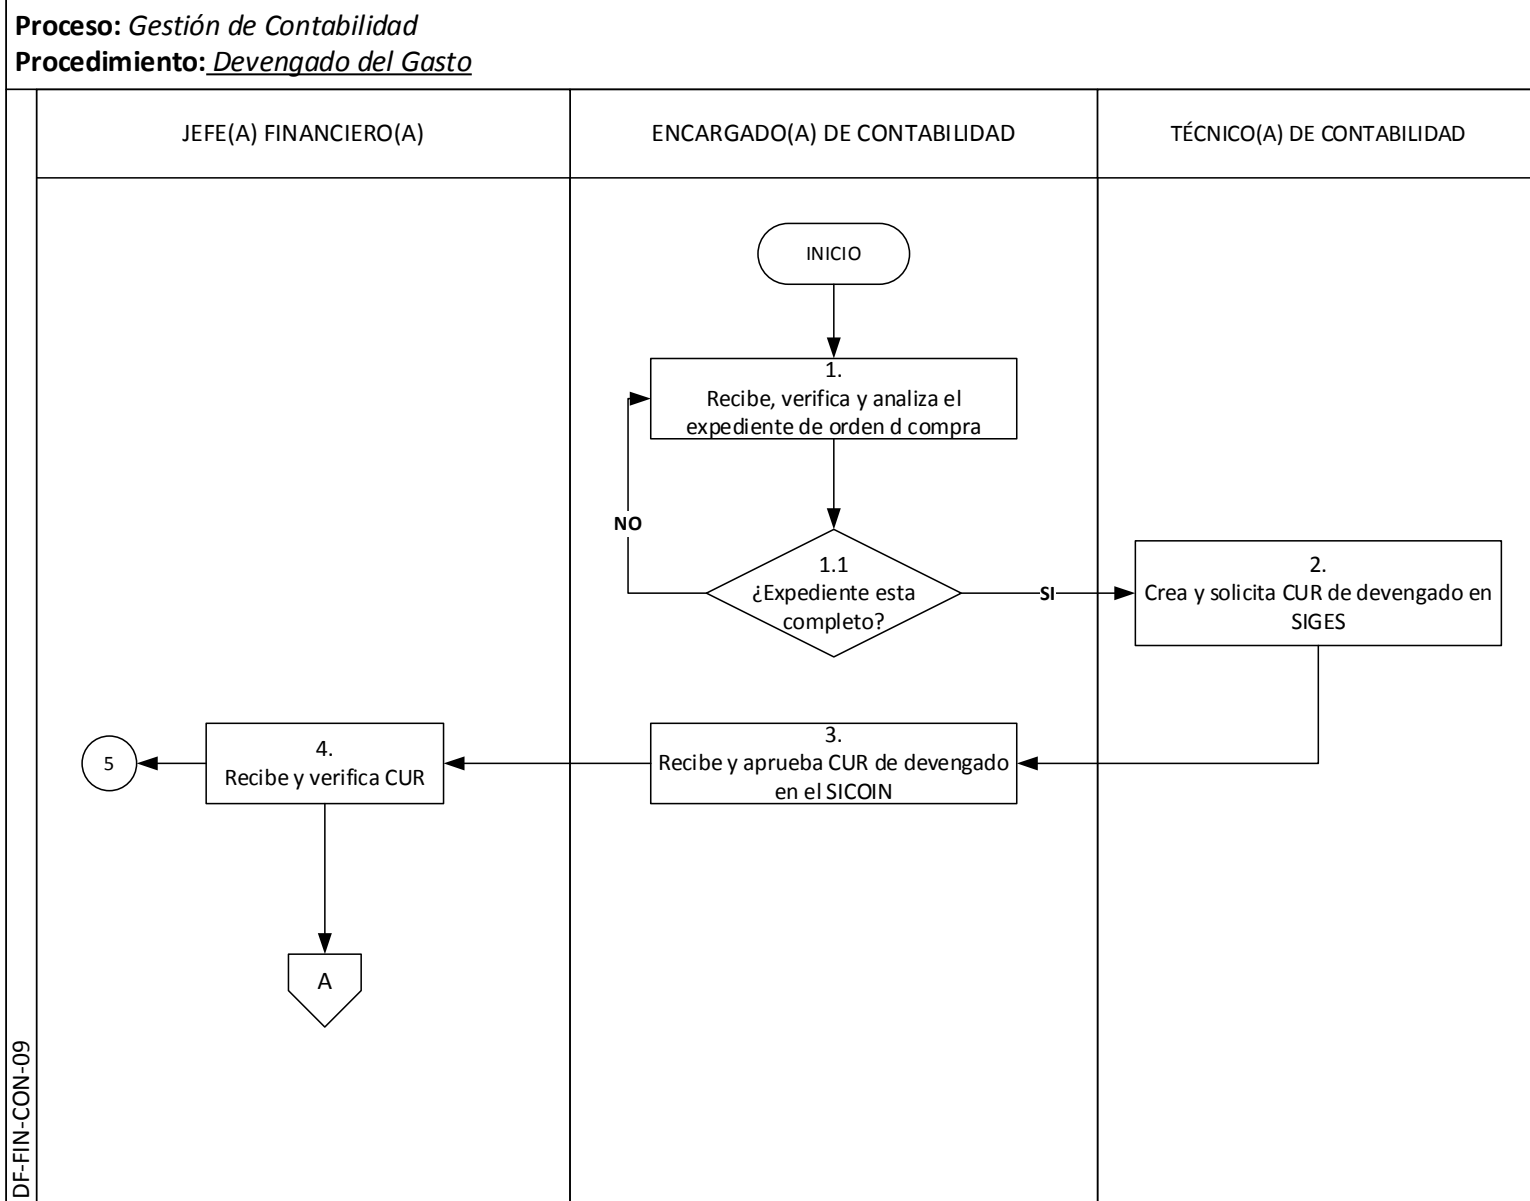 Proceso: Gestión de Contabilidad
Procedimiento: Devengado del Gasto
JEFE(A) FINANCIERO(A)
ENCARGADO(A) DE CONTABILIDAD
TÉCNICO(A) DE CONTABILIDAD
INICIO
1.
Recibe, verifica y analiza el
expediente de orden d compra
NO
1.1
¿Expediente esta
completo?
SI
2.
Crea y solicita CUR de devengado en
SIGES
3.
Recibe y aprueba CUR de devengado
en el SICOIN
4.
Recibe y verifica CUR
5
A
DF-FIN-CON-09